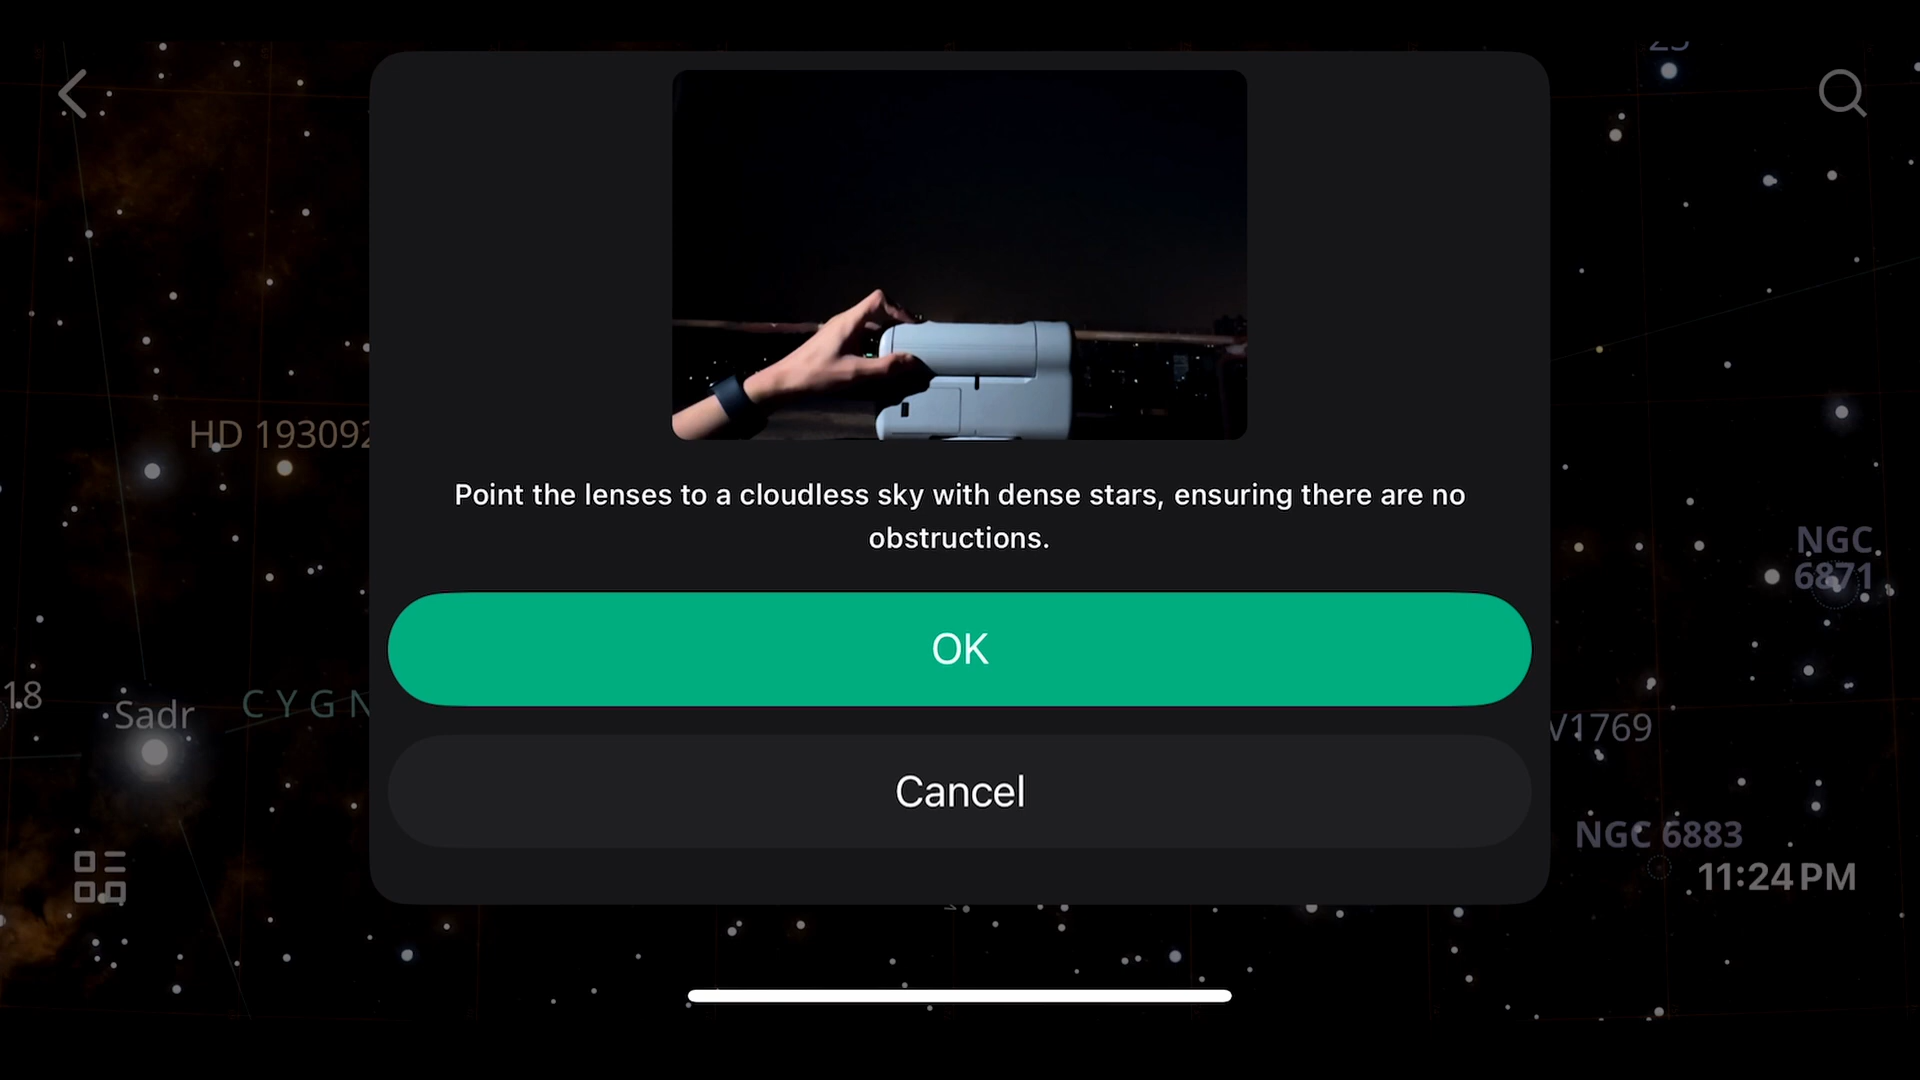 Point the lenses to a cloudless sky with dense stars, ensuring there are no
obstructions.
OK
Cancel
HD 193092
18
Sadr
CYGN
NGC
6871
V1769
NGC 6883
11:24 PM